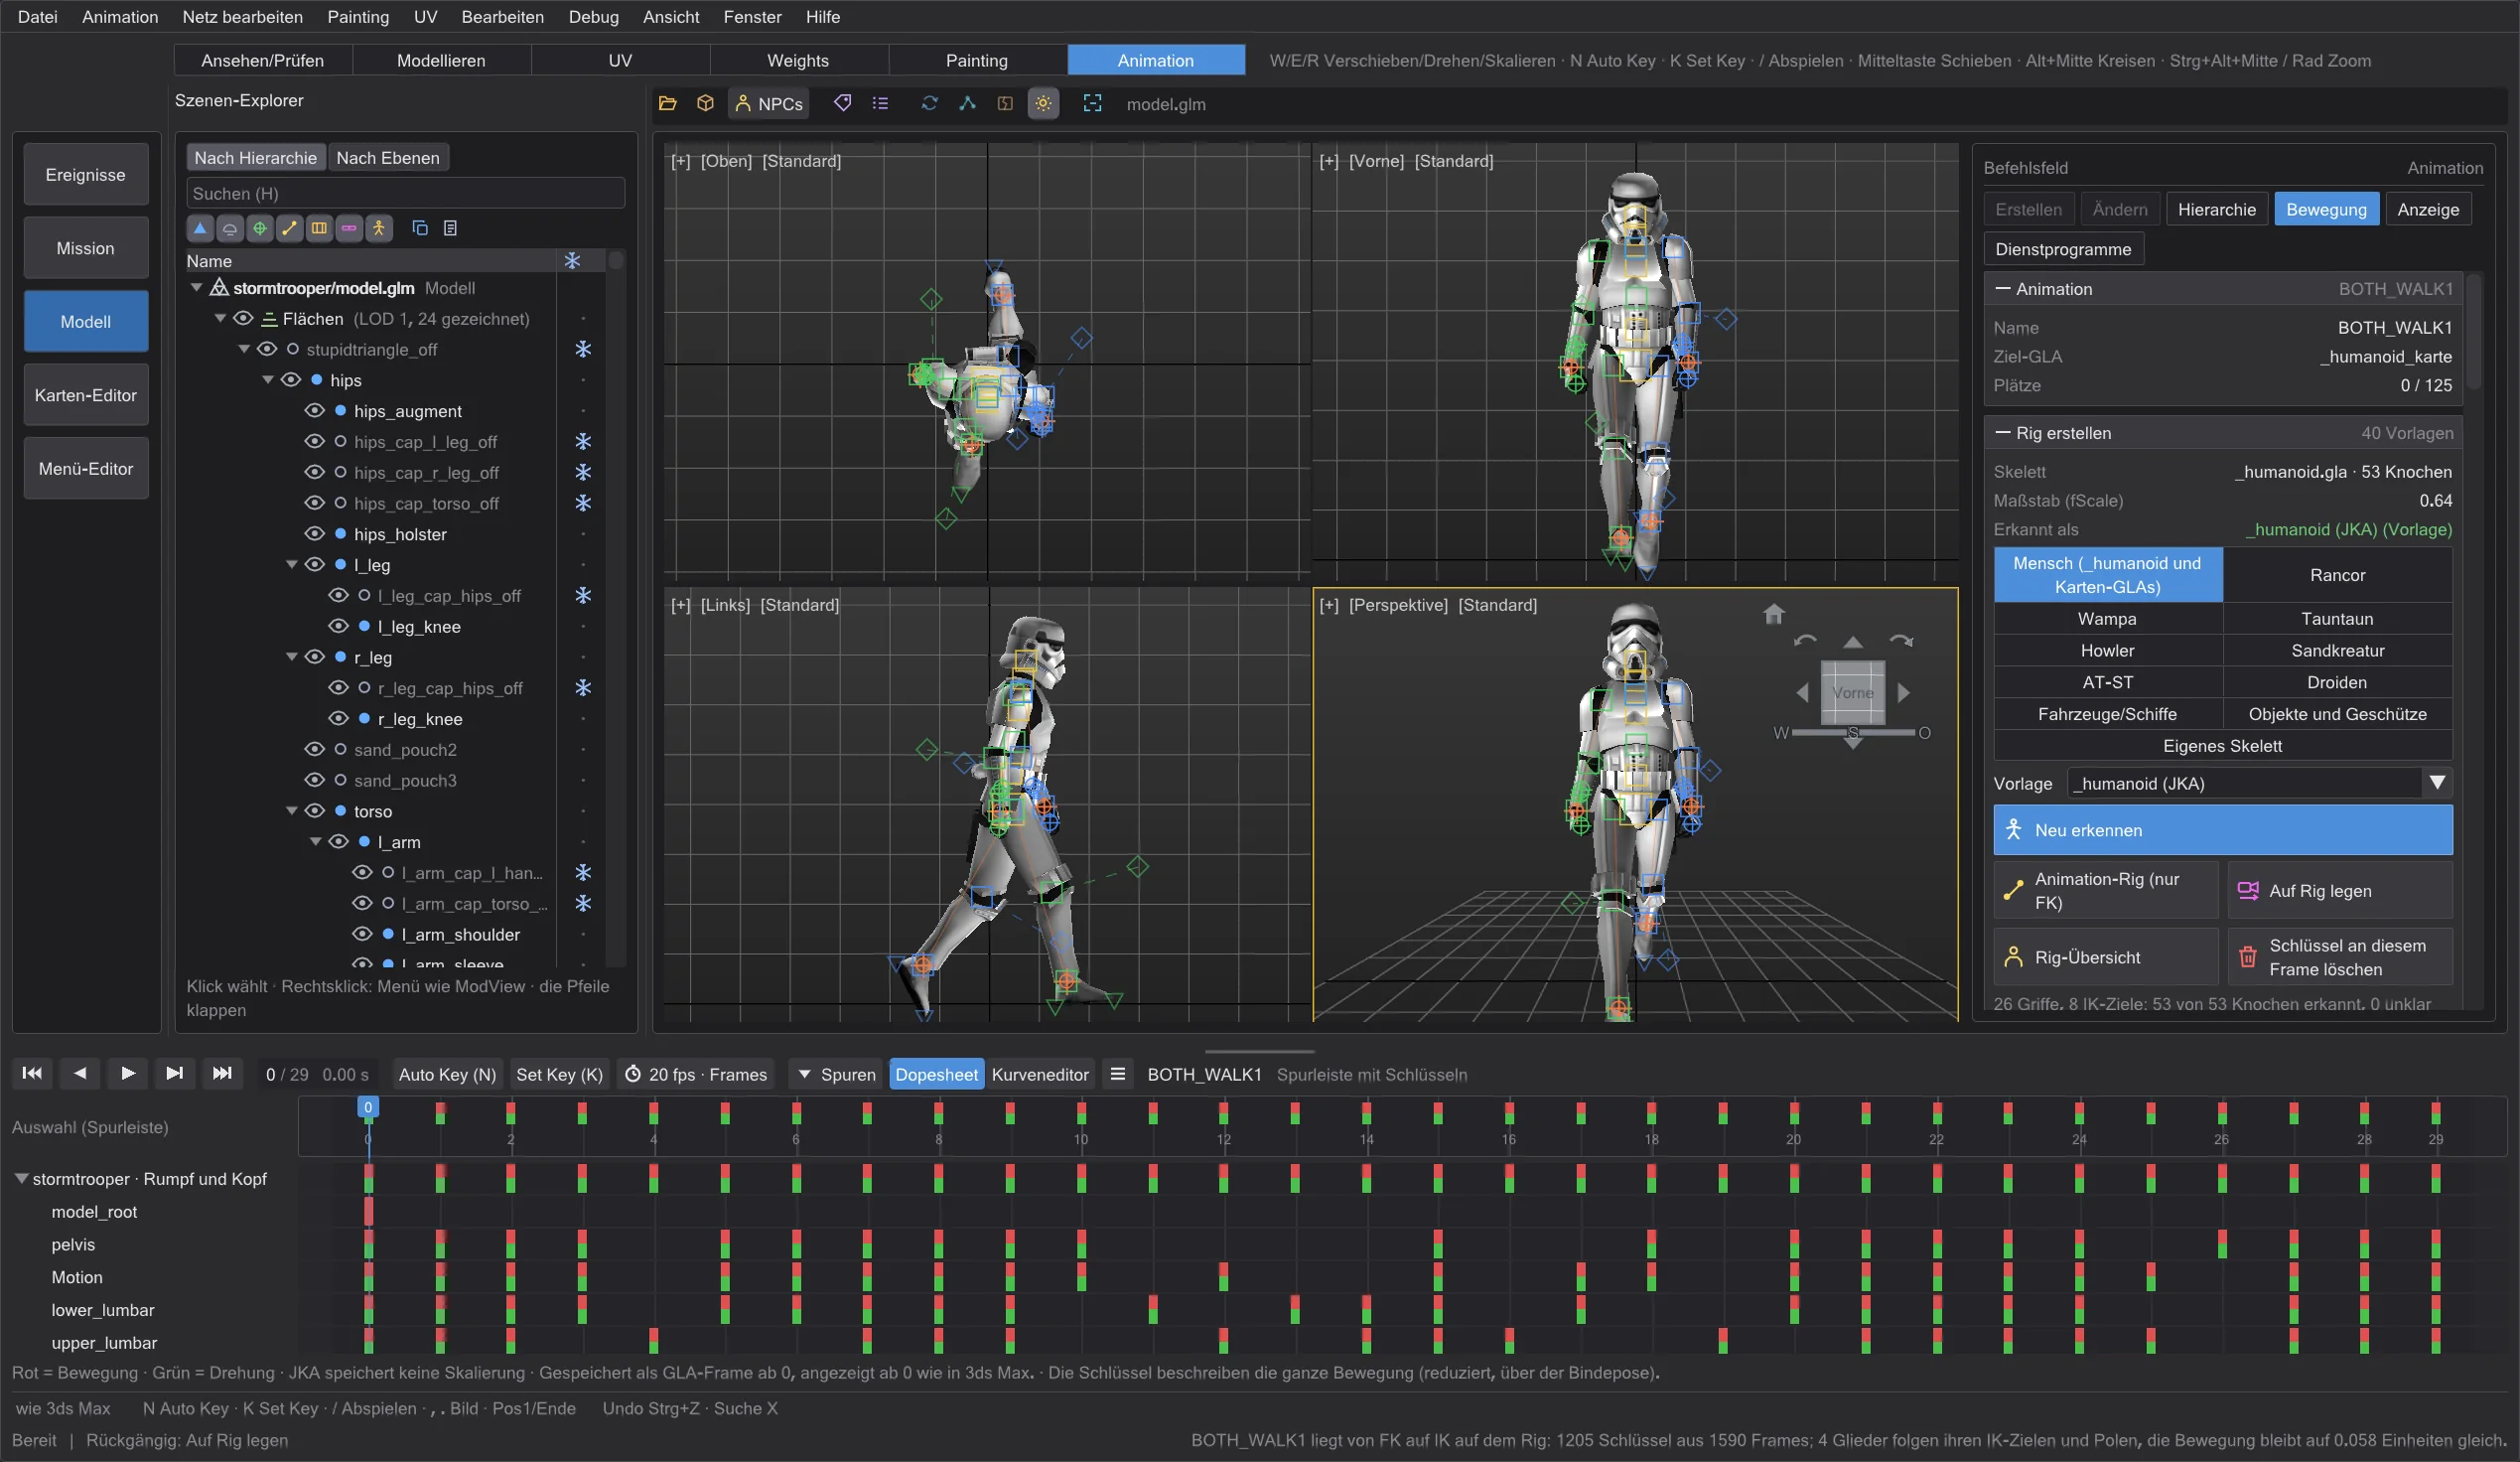 Datei Animation Netz bearbeiten Painting UV Bearbeiten Debug Ansicht Fenster Hilfe
Ansehen/Prüfen Modellieren UV Weights Painting Animation W/E/R Verschieben/Drehen/Skalieren · N Auto Key · K Set Key · / Abspielen · Mitteltaste Schieben · Alt+Mitte Kreisen · Strg+Alt+Mitte / Rad Zoom
Szenen-Explorer
NPCs model.glm
Ereignisse
Mission
Modell
Karten-Editor
Menü-Editor
Nach Hierarchie Nach Ebenen
Suchen (H)
Name
stormtrooper/model.glm Modell
Flächen (LOD 1, 24 gezeichnet)
stupidtriangle_off
hips
hips_augment
hips_cap_l_leg_off
hips_cap_r_leg_off
hips_cap_torso_off
hips_holster
l_leg
l_leg_cap_hips_off
l_leg_knee
r_leg
r_leg_cap_hips_off
r_leg_knee
sand_pouch2
sand_pouch3
torso
l_arm
l_arm_cap_l_han...
l_arm_cap_torso_...
l_arm_shoulder
l_arm_sleeve
Klick wählt · Rechtsklick: Menü wie ModView · die Pfeile
klappen
[+] [Oben] [Standard]
[+] [Vorne] [Standard]
[+] [Links] [Standard]
[+] [Perspektive] [Standard]
Vorne
W S O
Befehlsfeld Animation
Erstellen Ändern Hierarchie Bewegung Anzeige
Dienstprogramme
Animation BOTH_WALK1
Name BOTH_WALK1
Ziel-GLA _humanoid_karte
Plätze 0 / 125
Rig erstellen 40 Vorlagen
Skelett _humanoid.gla · 53 Knochen
Maßstab (fScale) 0.64
Erkannt als _humanoid (JKA) (Vorlage)
Mensch (_humanoid und
Karten-GLAs)
Rancor
Wampa Tauntaun
Howler Sandkreatur
AT-ST Droiden
Fahrzeuge/Schiffe Objekte und Geschütze
Eigenes Skelett
Vorlage _humanoid (JKA)
Neu erkennen
Animation-Rig (nur
FK)
Auf Rig legen
Rig-Übersicht
Schlüssel an diesem
Frame löschen
26 Griffe, 8 IK-Ziele: 53 von 53 Knochen erkannt, 0 unklar
0 / 29 0.00 s Auto Key (N) Set Key (K) 20 fps · Frames Spuren Dopesheet Kurveneditor BOTH_WALK1 Spurleiste mit Schlüsseln
0
Auswahl (Spurleiste)
0 2 4 6 8 10 12 14 16 18 20 22 24 26 28 29
stormtrooper · Rumpf und Kopf
model_root
pelvis
Motion
lower_lumbar
upper_lumbar
Rot = Bewegung · Grün = Drehung · JKA speichert keine Skalierung · Gespeichert als GLA-Frame ab 0, angezeigt ab 0 wie in 3ds Max. · Die Schlüssel beschreiben die ganze Bewegung (reduziert, über der Bindepose).
wie 3ds Max N Auto Key · K Set Key · / Abspielen · , . Bild · Pos1/Ende Undo Strg+Z · Suche X
Bereit | Rückgängig: Auf Rig legen
BOTH_WALK1 liegt von FK auf IK auf dem Rig: 1205 Schlüssel aus 1590 Frames; 4 Glieder folgen ihren IK-Zielen und Polen, die Bewegung bleibt auf 0.058 Einheiten gleich.